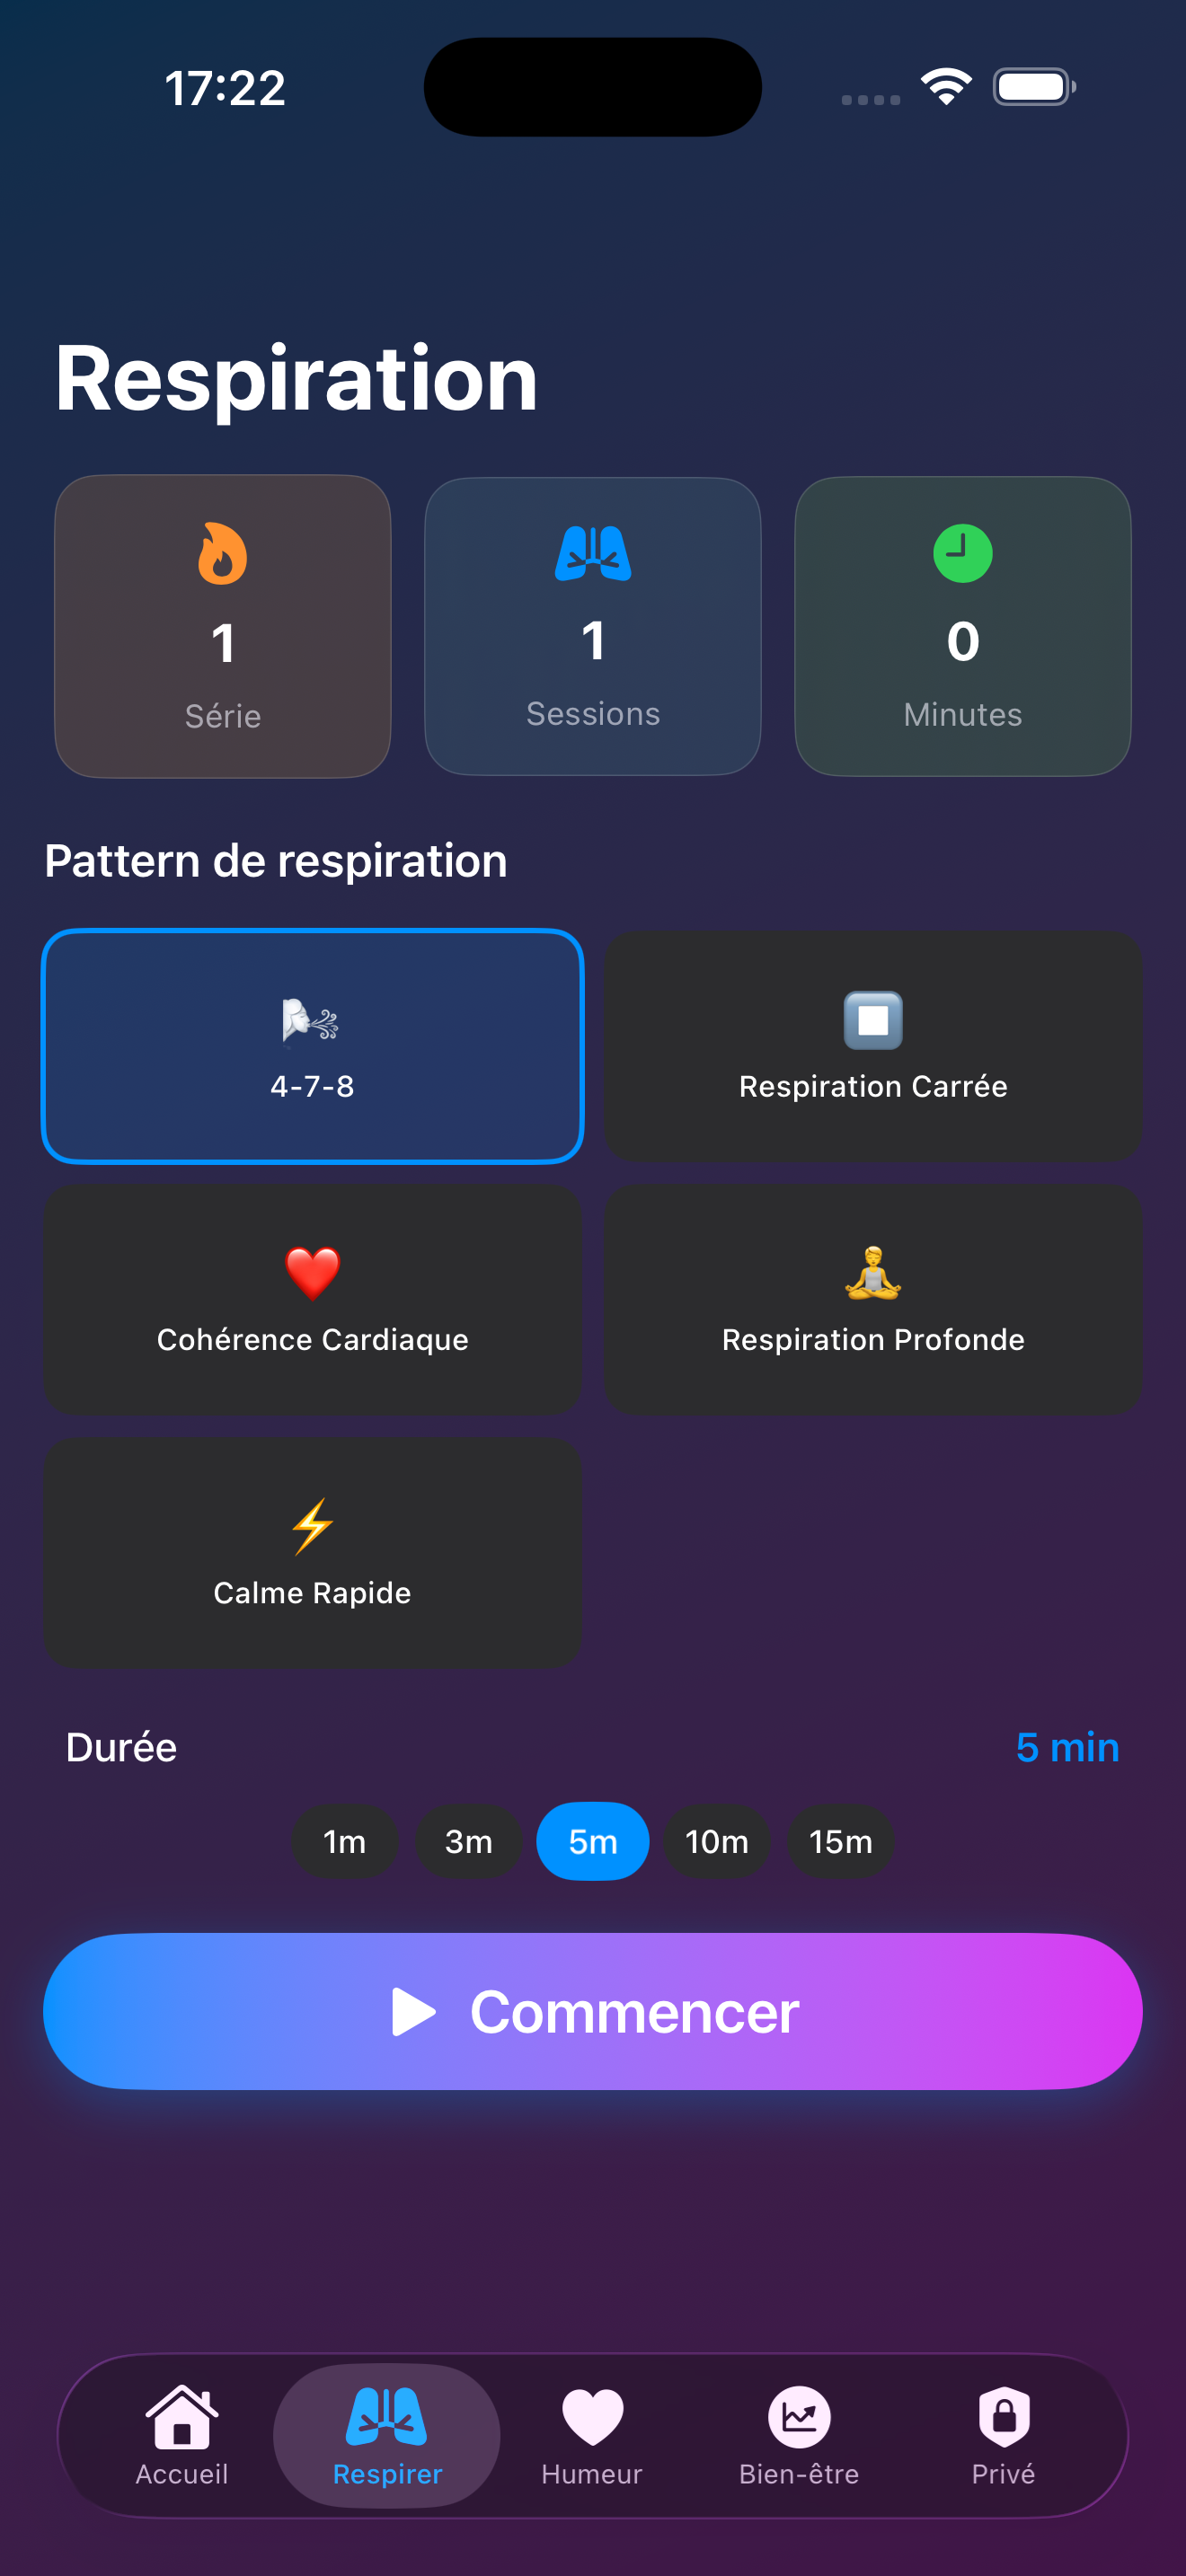 17:22
Respiration
1
Série
1
Sessions
0
Minutes
Pattern de respiration
4-7-8
Respiration Carrée
Cohérence Cardiaque
Respiration Profonde
Calme Rapide
Durée
5 min
1m
3m
5m
10m
15m
Commencer
Accueil
Respirer
Humeur
Bien-être
Privé